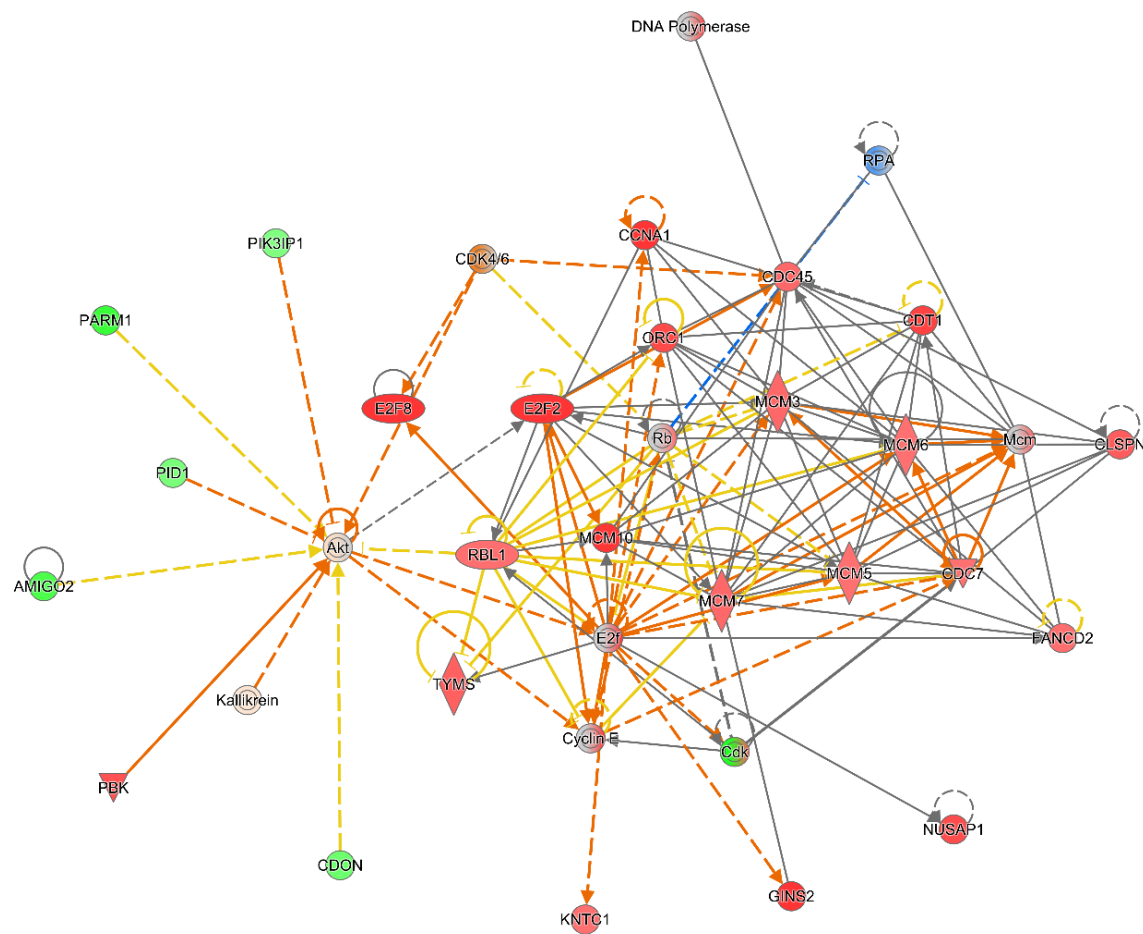 DNA Polymerase
RPA
CCNA1
PIK3IP1
CDK4/6
CDC45
PARM1
CDT1
ORC1
E2F8
E2F2
MCM3
Rb
MCM6
Mcm
CLSPN
PID1
Akt
MCM10
RBL1
MCM5
CDC7
AMIGO2
MCM7
E2f
FANCD2
TYMS
Kallikrein
Cyclin E
Cdk
PBK
NUSAP1
CDON
GINS2
KNTC1